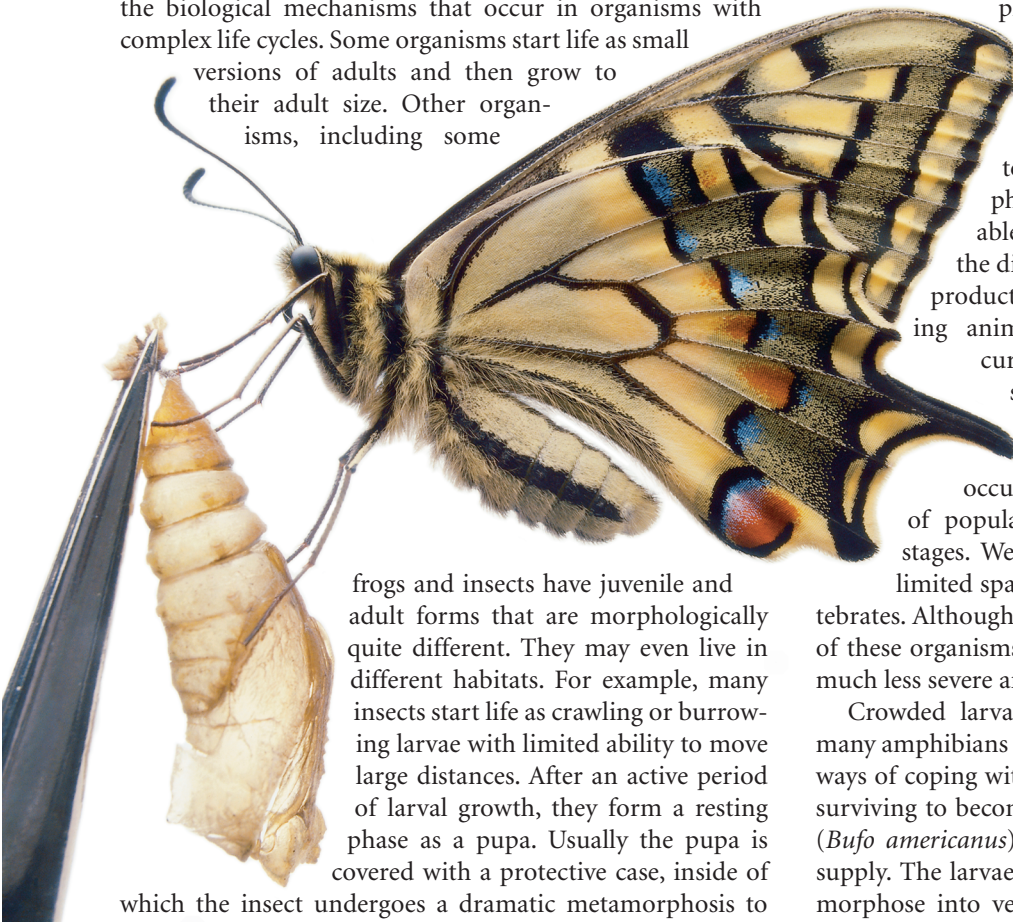 the biological mechanisms that occur in organisms with
complex life cycles. Some organisms start life as small
versions of adults and then grow to
their adult size. Other organ-
isms, including some
frogs and insects have juvenile and
adult forms that are morphologically
quite different. They may even live in
different habitats. For example, many
insects start life as crawling or burrow-
ing larvae with limited ability to move
large distances. After an active period
of larval growth, they form a resting
phase as a pupa. Usually the pupa is
covered with a protective case, inside of
which the insect undergoes a dramatic metamorphosis to
p
to
ph
able
the di
product
ing anim
cur
s
occu
of popula
stages. We
limited spa
tebrates. Although
of these organisms
much less severe a
Crowded larva
many amphibians
ways of coping wit
surviving to becom
(Bufo americanus)
supply. The larvae
morphose into ve